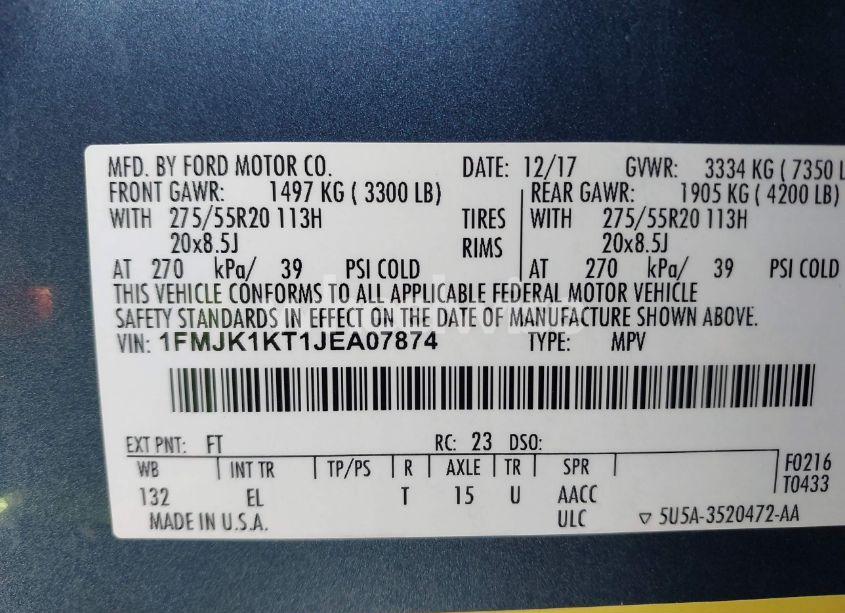 MFD. BY FORD MOTOR CO. DATE: 12/17 GVWR: 3334 KG ( 7350 L
FRONT GAWR: 1497 KG ( 3300 LB) REAR GAWR: 1905 KG ( 4200 LB)
WITH 275/55R20 113H TIRES WITH 275/55R20 113H
20x8.5J RIMS 20x8.5J
AT 270 kPa/ 39 PSI COLD AT 270 kPa/ 39 PSI COLD
THIS VEHICLE CONFORMS TO ALL APPLICABLE FEDERAL MOTOR VEHICLE
SAFETY STANDARDS IN EFFECT ON THE DATE OF MANUFACTURE SHOWN ABOVE.
VIN: 1FMJK1KT1JEA07874 TYPE: MPV
EXT PNT: FT RC: 23 DSO:
WB INT TR TP/PS R AXLE TR SPR F0216
132 EL T 15 U AACC T0433
MADE IN U.S.A. ULC 5U5A-3520472-AA